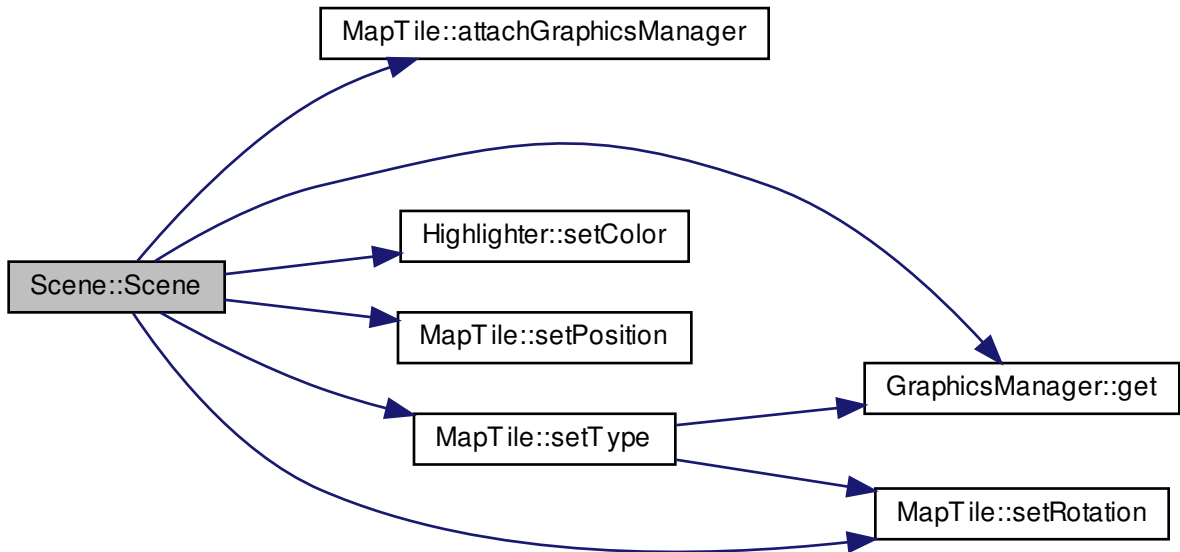 MapTile::attachGraphicsManager
Highlighter::setColor
Scene::Scene
MapTile::setPosition
GraphicsManager::get
MapTile::setType
MapTile::setRotation